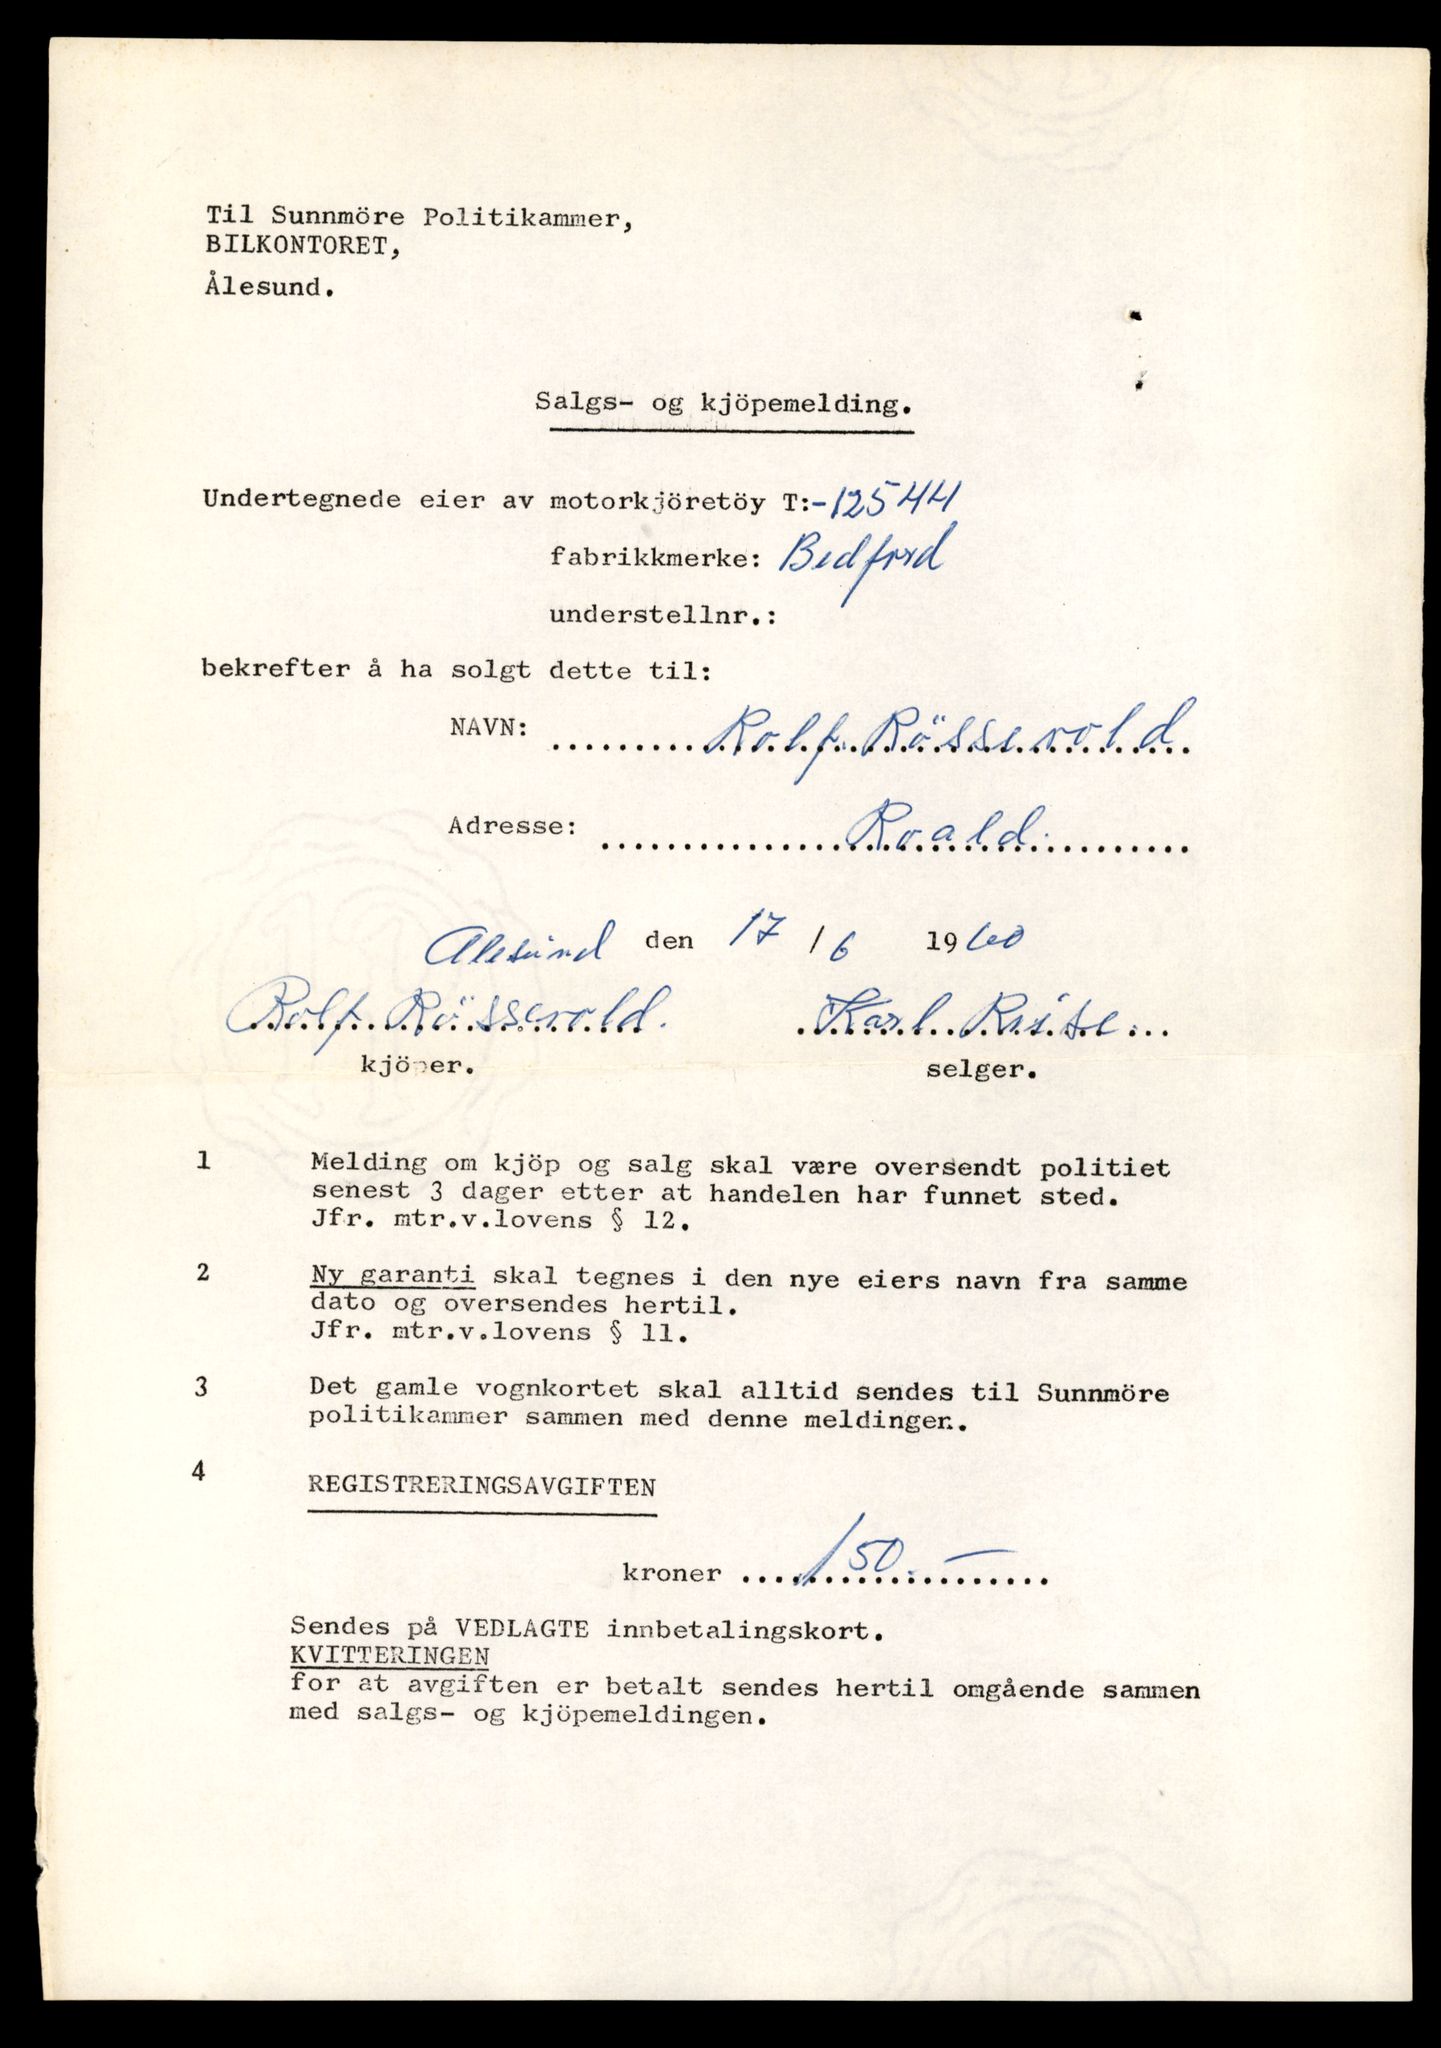 Til Sunnmöre Politikammer,
BILKONTORET,
Ålesund.
Salgs- og kjöpemelding.
Undertegnede eier av motorkjöretöy T:-12544
fabrikkmerke: Bedford
understellnr.:
bekrefter å ha solgt dette til:
NAVN: Rolf Rösservold
Adresse: Roald.
Alesund den 17/6 1960
Rolf Rösservold. Karl Riise
kjöper. selger.
1 Melding om kjöp og salg skal være oversendt politiet
senest 3 dager etter at handelen har funnet sted.
Jfr. mtr.v.lovens § 12.
2 Ny garanti skal tegnes i den nye eiers navn fra samme
dato og oversendes hertil.
Jfr. mtr.v.lovens § 11.
3 Det gamle vognkortet skal alltid sendes til Sunnmöre
politikammer sammen med denne meldingen.
4 REGISTRERINGSAVGIFTEN
kroner 150.-
Sendes på VEDLAGTE innbetalingskort.
KVITTERINGEN
for at avgiften er betalt sendes hertil omgående sammen
med salgs- og kjöpemeldingen.